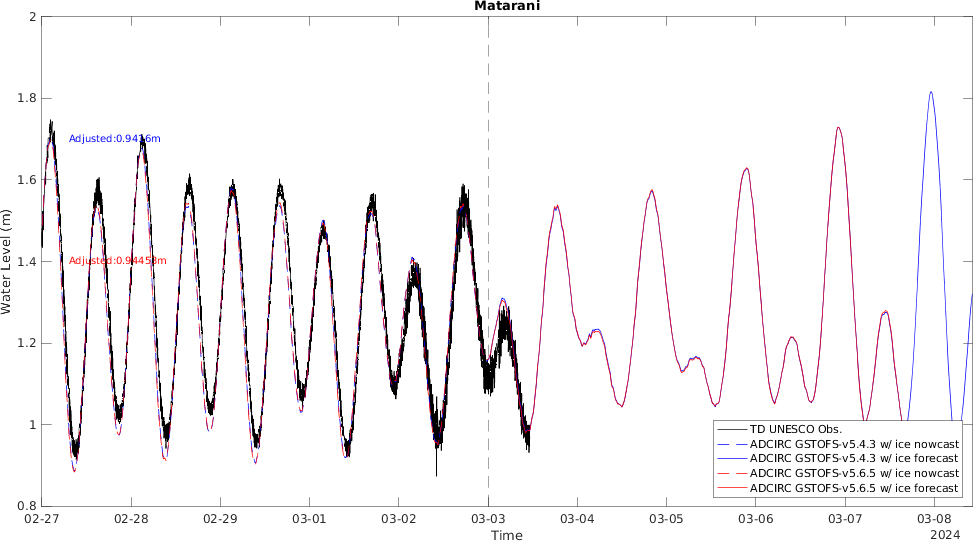 Matarani
2
1.8
1.6
1.4
1.2
1
0.8
Water Level (m)
Adjusted:0.9416m
Adjusted:0.94453m
TD UNESCO Obs.
ADCIRC GSTOFS-v5.4.3 w/ ice nowcast
ADCIRC GSTOFS-v5.4.3 w/ ice forecast
ADCIRC GSTOFS-v5.6.5 w/ ice nowcast
ADCIRC GSTOFS-v5.6.5 w/ ice forecast
02-27 02-28 02-29 03-01 03-02 03-03 03-04 03-05 03-06 03-07 03-08
Time
2024